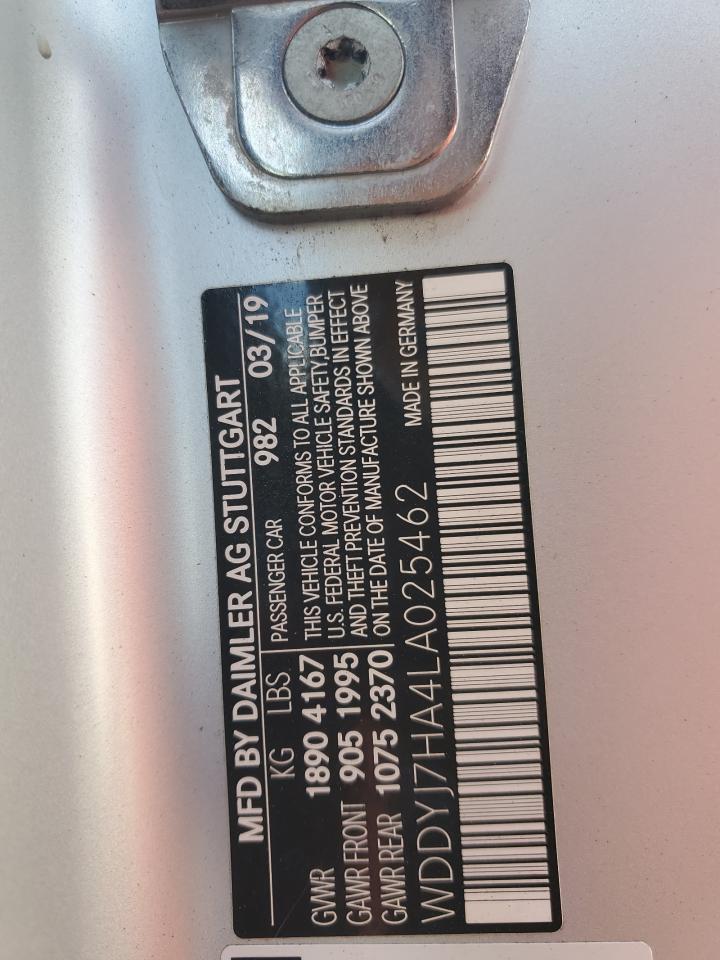 MFD BY DAIMLER AG STUTTGART
982 03/19
KG LBS PASSENGER CAR
GVWR 1890 4167 THIS VEHICLE CONFORMS TO ALL APPLICABLE
U.S. FEDERAL MOTOR VEHICLE SAFETY,BUMPER
GAWR FRONT 905 1995 AND THEFT PREVENTION STANDARDS IN EFFECT
GAWR REAR 1075 2370 ON THE DATE OF MANUFACTURE SHOWN ABOVE
MADE IN GERMANY
WDDYJ7HA4LA025462